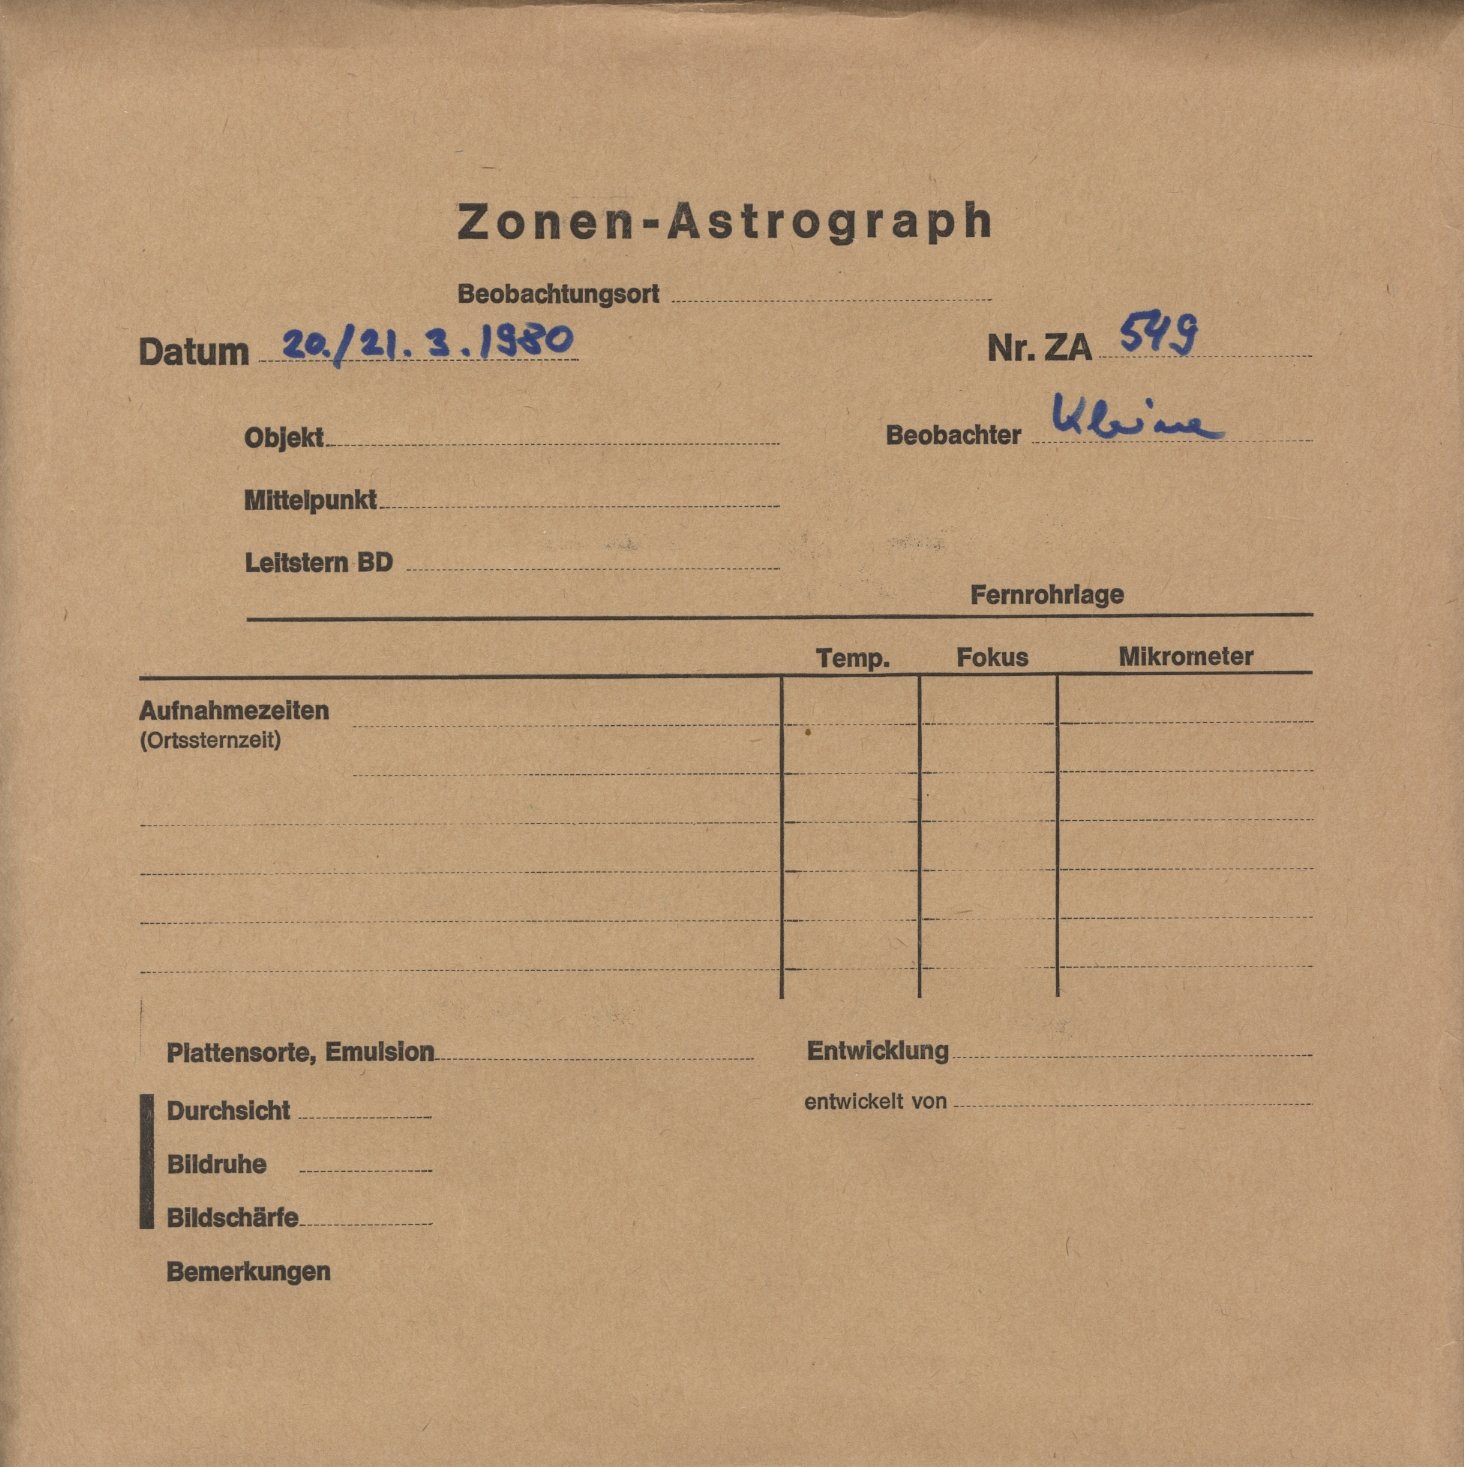 Zonen-Astrograph
Beobachtungsort
Datum 20./21. 3. 1980 Nr. ZA 549
Objekt Beobachter Kleine
Mittelpunkt
Leitstern BD
Fernrohrlage
Temp. Fokus Mikrometer
Aufnahmezeiten
(Ortssternzeit)
Plattensorte, Emulsion Entwicklung
Durchsicht entwickelt von
Bildruhe
Bildschärfe
Bemerkungen